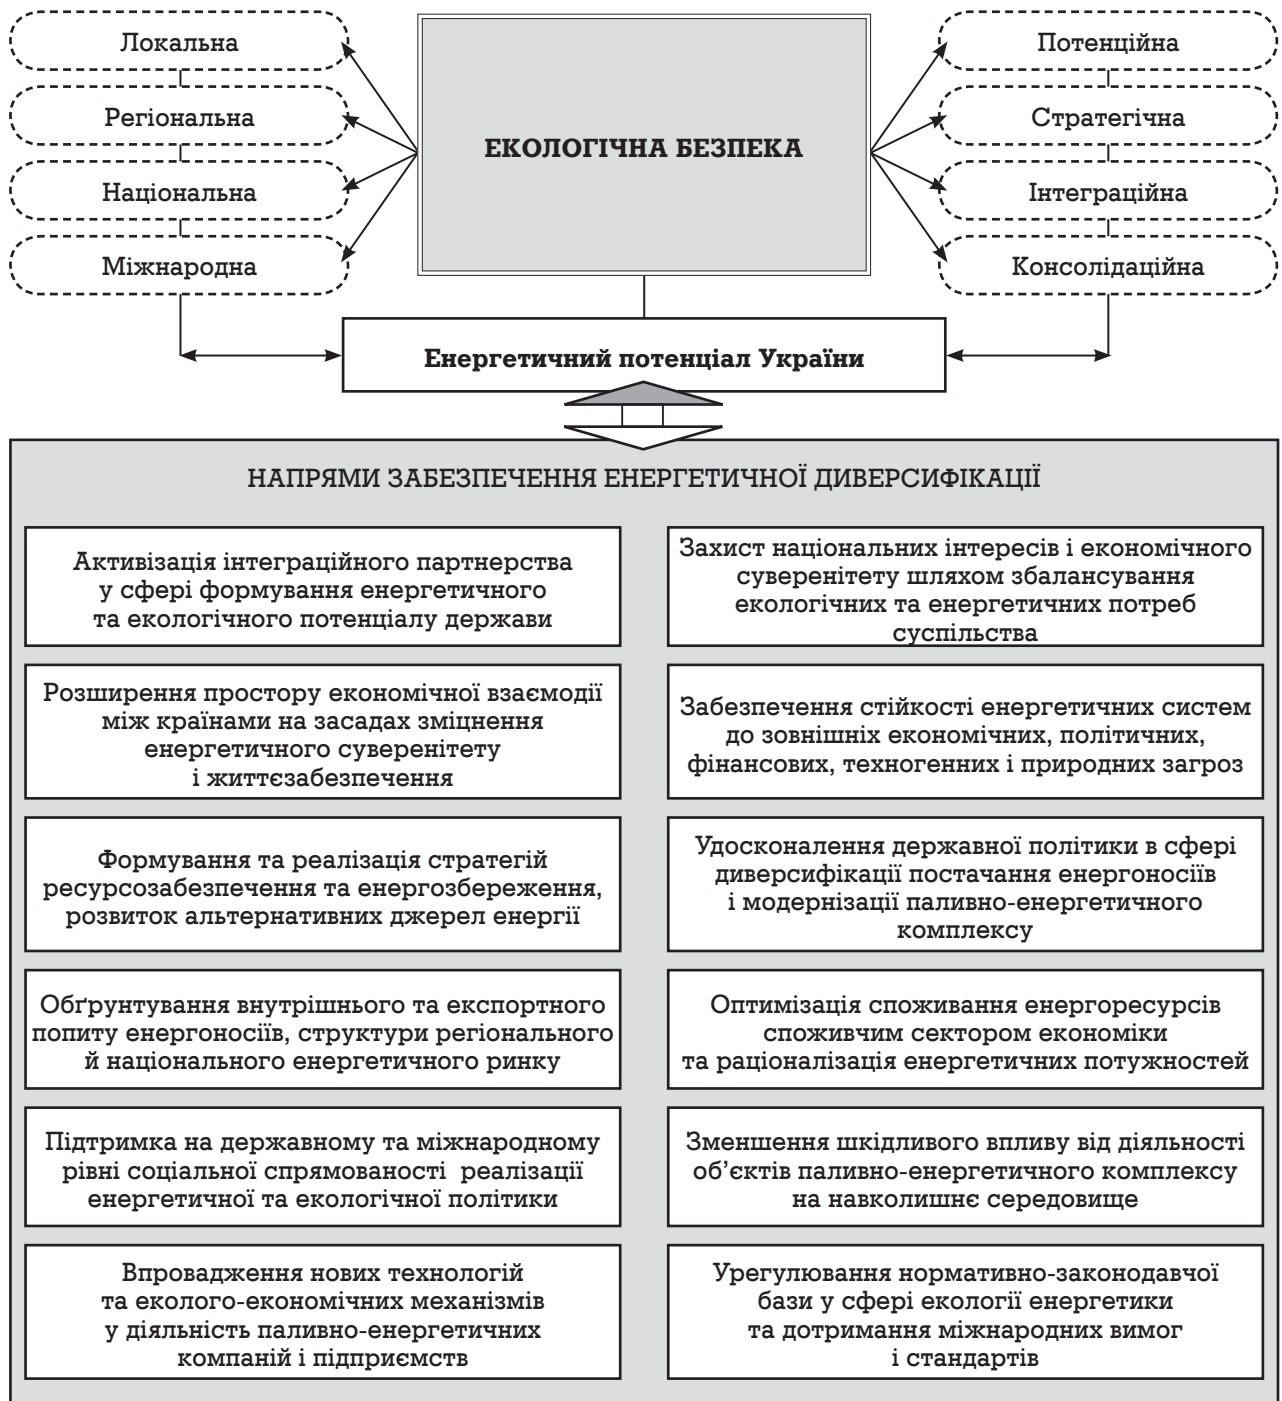 Локальна
Регіональна
Національна
Міжнародна
ЕКОЛОГІЧНА БЕЗПЕКА
Потенційна
Стратегічна
Інтеграційна
Консолідаційна
Енергетичний потенціал України
НАПРЯМИ ЗАБЕЗПЕЧЕННЯ ЕНЕРГЕТИЧНОЇ ДИВЕРСИФІКАЦІЇ
Активізація інтеграційного партнерства
у сфері формування енергетичного
та екологічного потенціалу держави
Захист національних інтересів і економічного
суверенітету шляхом збалансування
екологічних та енергетичних потреб
суспільства
Розширення простору економічної взаємодії
між країнами на засадах зміцнення
енергетичного суверенітету
і життєзабезпечення
Забезпечення стійкості енергетичних систем
до зовнішніх економічних, політичних,
фінансових, техногенних і природних загроз
Формування та реалізація стратегій
ресурсозабезпечення та енергозбереження,
розвиток альтернативних джерел енергії
Удосконалення державної політики в сфері
диверсифікації постачання енергоносіїв
і модернізації паливно-енергетичного
комплексу
Обґрунтування внутрішнього та експортного
попиту енергоносіїв, структури регіонального
й національного енергетичного ринку
Оптимізація споживання енергоресурсів
споживчим сектором економіки
та раціоналізація енергетичних потужностей
Підтримка на державному та міжнародному
рівні соціальної спрямованості реалізації
енергетичної та екологічної політики
Зменшення шкідливого впливу від діяльності
об’єктів паливно-енергетичного комплексу
на навколишнє середовище
Впровадження нових технологій
та еколого-економічних механізмів
у діяльність паливно-енергетичних
компаній і підприємств
Урегулювання нормативно-законодавчої
бази у сфері екології енергетики
та дотримання міжнародних вимог
і стандартів